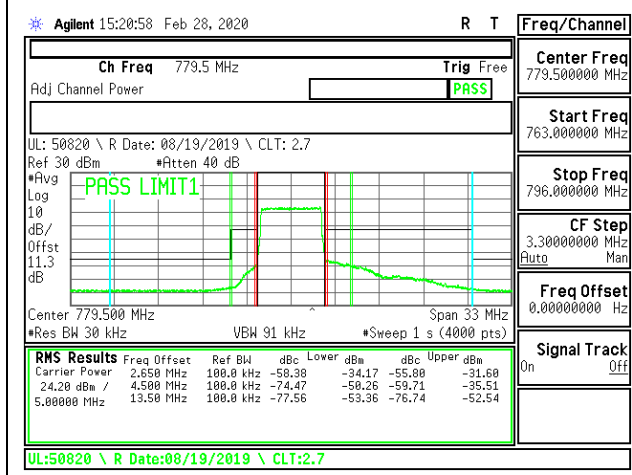 Agilent 15:20:58 Feb 28, 2020 R T
Freq/Channel
Ch Freq 779.5 MHz Trig Free
Adj Channel Power PASS
Center Freq
779.500000 MHz
Start Freq
763.000000 MHz
Stop Freq
796.000000 MHz
CF Step
3.30000000 MHz
Auto Man
Freq Offset
0.00000000 Hz
Signal Track
On Off
UL: 50820 \ R Date: 08/19/2019 \ CLT: 2.7
Ref 30 dBm #Atten 40 dB
#Avg
Log
10
dB/
Offst
11.3
dB
PASS LIMIT1
Center 779.500 MHz Span 33 MHz
#Res BW 30 kHz VBW 91 kHz #Sweep 1 s (4000 pts)
RMS Results Freq Offset Ref BW dBc Lower dBm dBc Upper dBm
Carrier Power 2.650 MHz 100.0 kHz -58.38 -34.17 -55.80 -31.60
24.20 dBm / 4.500 MHz 100.0 kHz -74.47 -50.26 -59.71 -35.51
5.00000 MHz 13.50 MHz 100.0 kHz -77.56 -53.36 -76.74 -52.54
UL:50820 \ R Date:08/19/2019 \ CLT:2.7